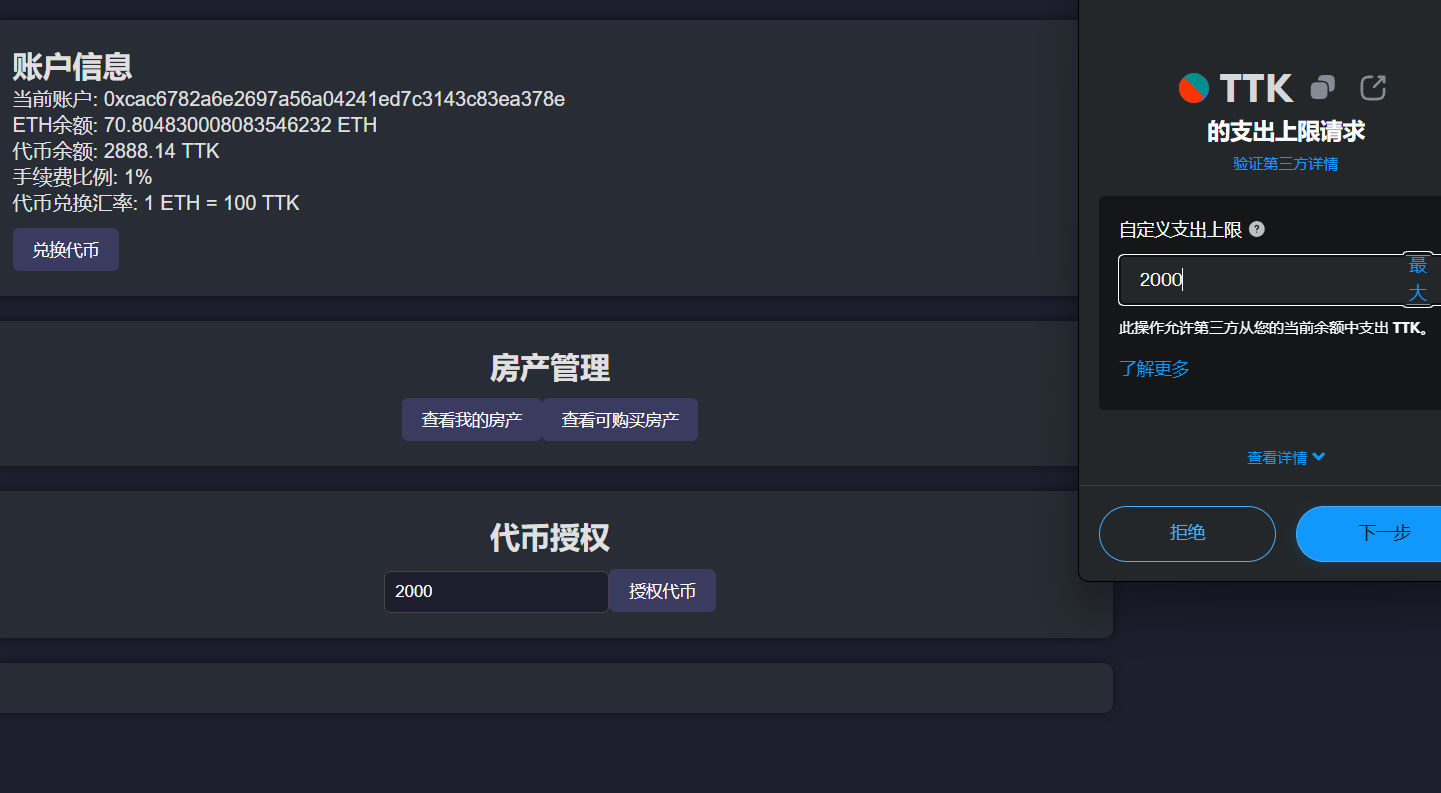 账户信息
当前账户: 0xcac6782a6e2697a56a04241ed7c3143c83ea378e
ETH余额: 70.804830008083546232 ETH
代币余额: 2888.14 TTK
手续费比例: 1%
代币兑换汇率: 1 ETH = 100 TTK
兑换代币
房产管理
查看我的房产 查看可购买房产
代币授权
2000 授权代币
TTK
的支出上限请求
验证第三方详情
自定义支出上限 ?
2000
最
大
此操作允许第三方从您的当前余额中支出 TTK。
了解更多
查看详情
拒绝 下一步